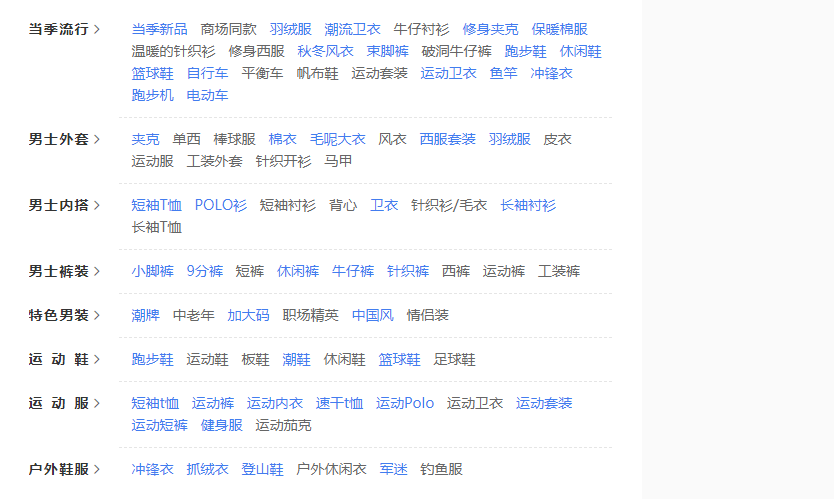 当季流行 > 当季新品 商场同款 羽绒服 潮流卫衣 牛仔衬衫 修身夹克 保暖棉服
温暖的针织衫 修身西服 秋冬风衣 束脚裤 破洞牛仔裤 跑步鞋 休闲鞋
篮球鞋 自行车 平衡车 帆布鞋 运动套装 运动卫衣 鱼竿 冲锋衣
跑步机 电动车
男士外套 > 夹克 单西 棒球服 棉衣 毛呢大衣 风衣 西服套装 羽绒服 皮衣
运动服 工装外套 针织开衫 马甲
男士内搭 > 短袖T恤 POLO衫 短袖衬衫 背心 卫衣 针织衫/毛衣 长袖衬衫
长袖T恤
男士裤装 > 小脚裤 9分裤 短裤 休闲裤 牛仔裤 针织裤 西裤 运动裤 工装裤
特色男装 > 潮牌 中老年 加大码 职场精英 中国风 情侣装
运动鞋 > 跑步鞋 运动鞋 板鞋 潮鞋 休闲鞋 篮球鞋 足球鞋
运动服 > 短袖t恤 运动裤 运动内衣 速干t恤 运动Polo 运动卫衣 运动套装
运动短裤 健身服 运动茄克
户外鞋服 > 冲锋衣 抓绒衣 登山鞋 户外休闲衣 军迷 钓鱼服